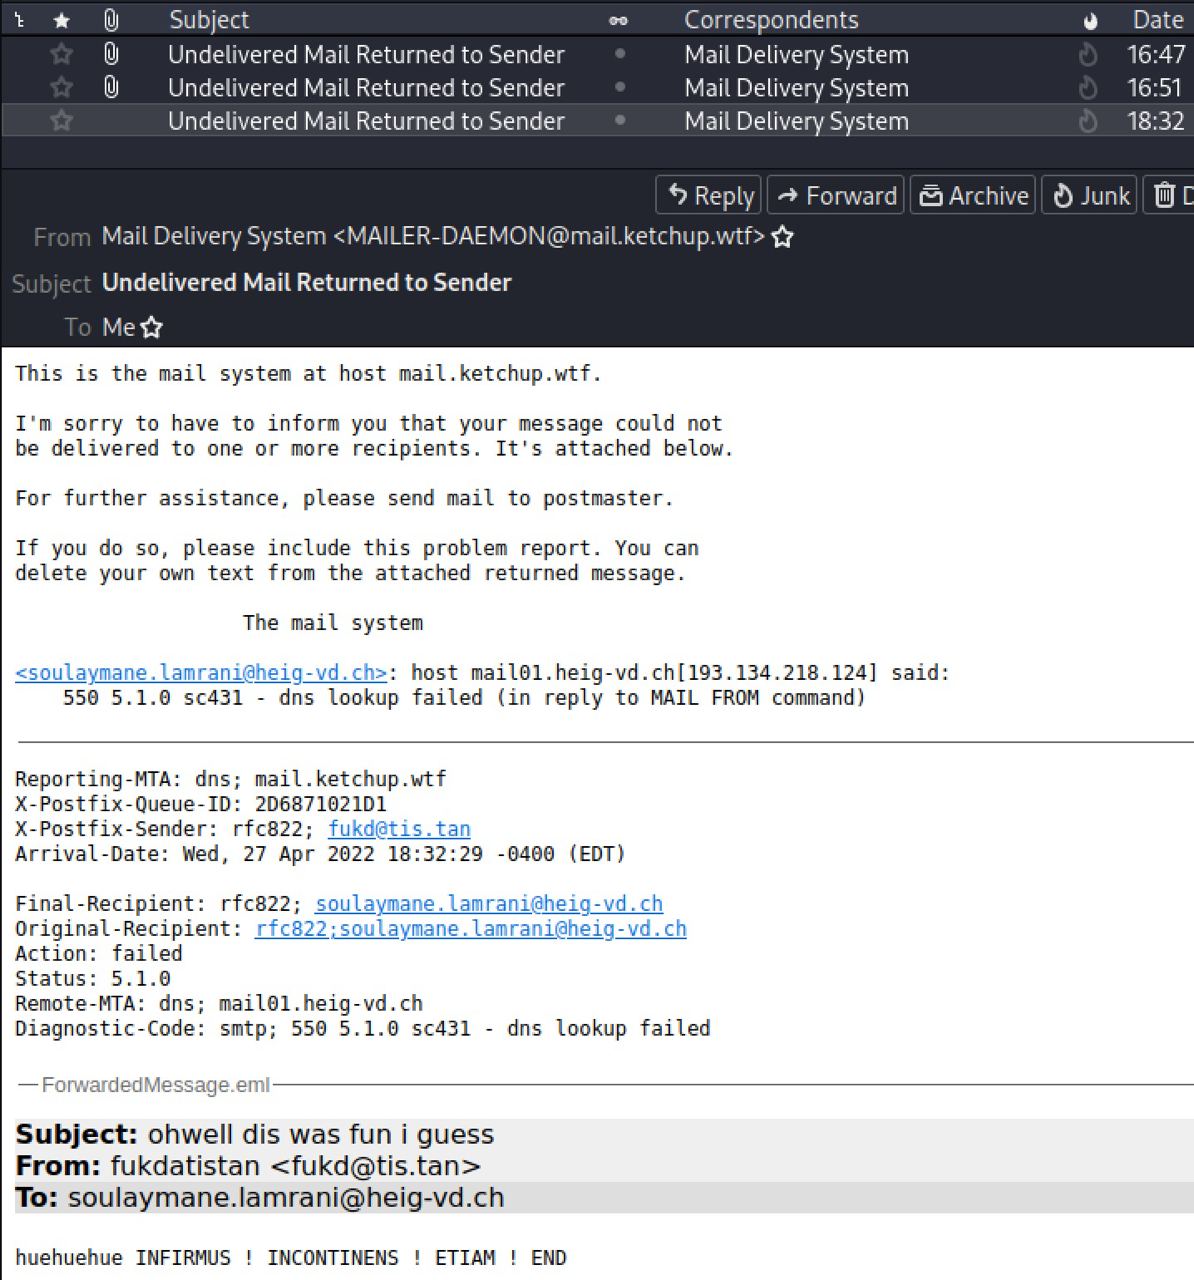 Subject Correspondents Date
Undelivered Mail Returned to Sender Mail Delivery System 16:47
Undelivered Mail Returned to Sender Mail Delivery System 16:51
Undelivered Mail Returned to Sender Mail Delivery System 18:32
Reply Forward Archive Junk D
From Mail Delivery System <MAILER-DAEMON@mail.ketchup.wtf>
Subject Undelivered Mail Returned to Sender
To Me
This is the mail system at host mail.ketchup.wtf.
I'm sorry to have to inform you that your message could not
be delivered to one or more recipients. It's attached below.
For further assistance, please send mail to postmaster.
If you do so, please include this problem report. You can
delete your own text from the attached returned message.
The mail system
<soulaymane.lamrani@heig-vd.ch>: host mail01.heig-vd.ch[193.134.218.124] said:
550 5.1.0 sc431 - dns lookup failed (in reply to MAIL FROM command)
Reporting-MTA: dns; mail.ketchup.wtf
X-Postfix-Queue-ID: 2D6871021D1
X-Postfix-Sender: rfc822; fukd@tis.tan
Arrival-Date: Wed, 27 Apr 2022 18:32:29 -0400 (EDT)
Final-Recipient: rfc822; soulaymane.lamrani@heig-vd.ch
Original-Recipient: rfc822;soulaymane.lamrani@heig-vd.ch
Action: failed
Status: 5.1.0
Remote-MTA: dns; mail01.heig-vd.ch
Diagnostic-Code: smtp; 550 5.1.0 sc431 - dns lookup failed
ForwardedMessage.eml
Subject: ohwell dis was fun i guess
From: fukdatistan <fukd@tis.tan>
To: soulaymane.lamrani@heig-vd.ch
huehuehue INFIRMUS ! INCONTINENS ! ETIAM ! END